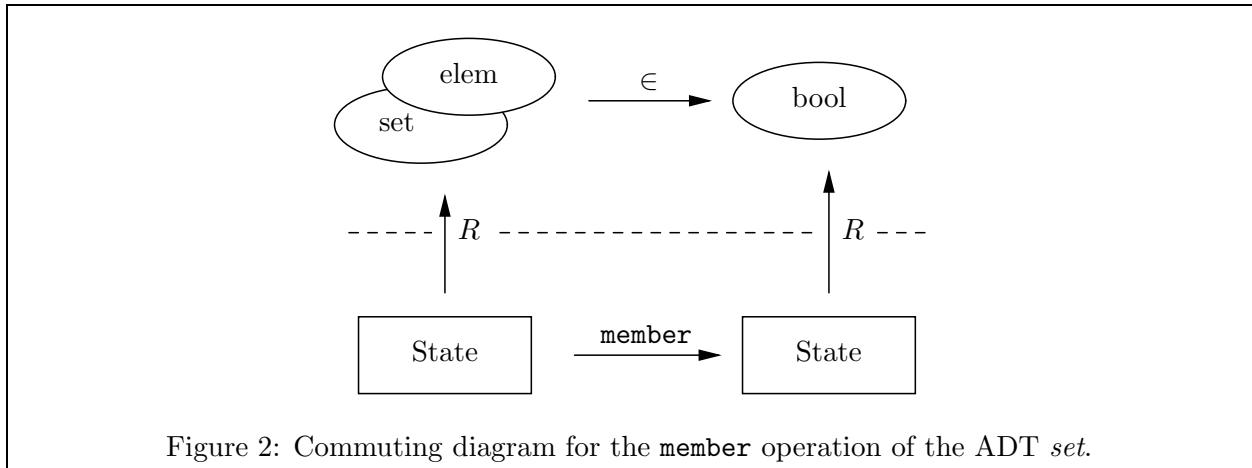 elem
set
∈
bool
R
R
State
member
State
Figure 2: Commuting diagram for the member operation of the ADT set.